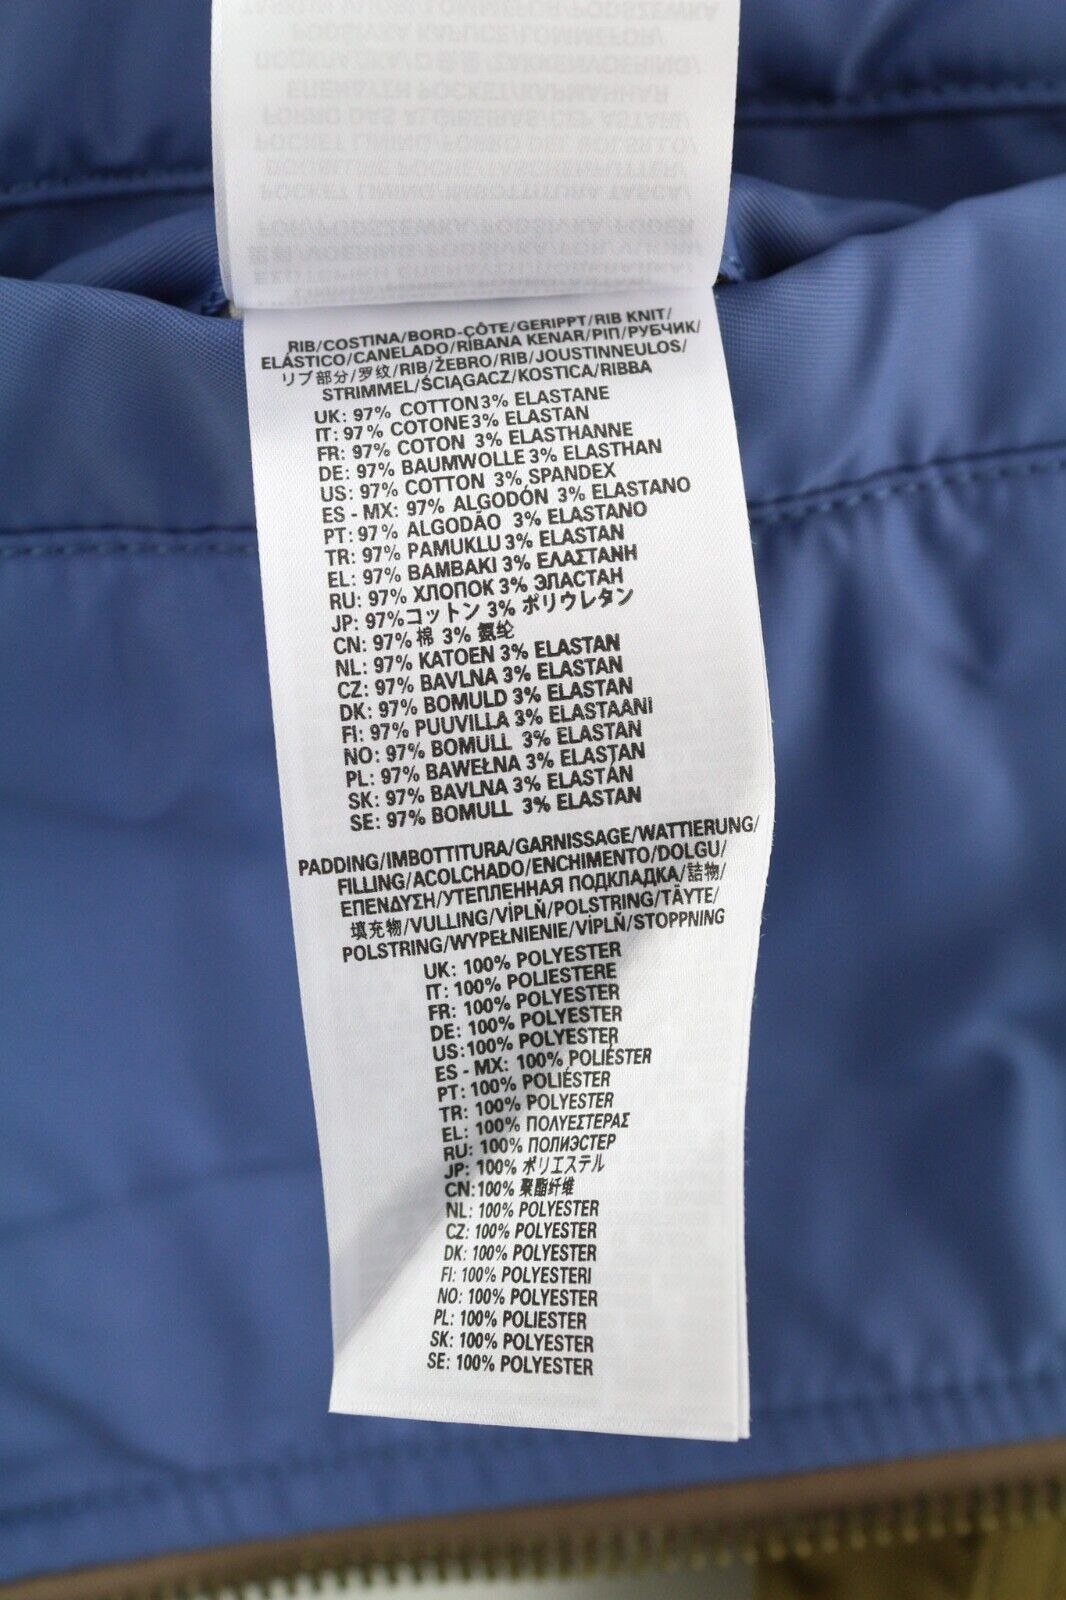 RIB/COSTINA/BORD-CÔTE/GERIPPT/RIB KNIT/
ELÁSTICO/CANELADO/RIBANA KENAR/ΡΙΠ/РУБЧИК/
リブ部分/罗纹/RIB/ŽEBRO/RIB/JOUSTINNEULOS/
STRIMMEL/ŚCIĄGACZ/KOSTICA/RIBBA
UK: 97% COTTON 3% ELASTANE
IT: 97% COTONE 3% ELASTAN
FR: 97% COTON 3% ELASTHANNE
DE: 97% BAUMWOLLE 3% ELASTHAN
US: 97% COTTON 3% SPANDEX
ES - MX: 97% ALGODÓN 3% ELASTANO
PT: 97% ALGODÃO 3% ELASTANO
TR: 97% PAMUKLU 3% ELASTAN
EL: 97% ΒΑΜΒΑΚΙ 3% ΕΛΑΣΤΑΝΗ
RU: 97% ХЛОПОК 3% ЭЛАСТАН
JP: 97%コットン 3% ポリウレタン
CN: 97% 棉 3% 氨纶
NL: 97% KATOEN 3% ELASTAN
CZ: 97% BAVLNA 3% ELASTAN
DK: 97% BOMULD 3% ELASTAN
FI: 97% PUUVILLA 3% ELASTAANI
NO: 97% BOMULL 3% ELASTAN
PL: 97% BAWEŁNA 3% ELASTAN
SK: 97% BAVLNA 3% ELASTÁN
SE: 97% BOMULL 3% ELASTAN
PADDING/IMBOTTITURA/GARNISSAGE/WATTIERUNG/
FILLING/ACOLCHADO/ENCHIMENTO/DOLGU/
ΕΠΕΝΔΥΣΗ/УТЕПЛЕННАЯ ПОДКЛАДКА/詰物/
填充物/VULLING/VÍPLŇ/POLSTRING/TÄYTE/
POLSTRING/WYPEŁNIENIE/VÍPLŇ/STOPPNING
UK: 100% POLYESTER
IT: 100% POLIESTERE
FR: 100% POLYESTER
DE: 100% POLYESTER
US:100% POLYESTER
ES - MX: 100% POLIÉSTER
PT: 100% POLIÉSTER
TR: 100% POLYESTER
EL: 100% ΠΟΛΥΕΣΤΕΡΑΣ
RU: 100% ПОЛИЭСТЕР
JP: 100% ポリエステル
CN:100% 聚酯纤维
NL: 100% POLYESTER
CZ: 100% POLYESTER
DK: 100% POLYESTER
FI: 100% POLYESTERI
NO: 100% POLYESTER
PL: 100% POLIESTER
SK: 100% POLYESTER
SE: 100% POLYESTER